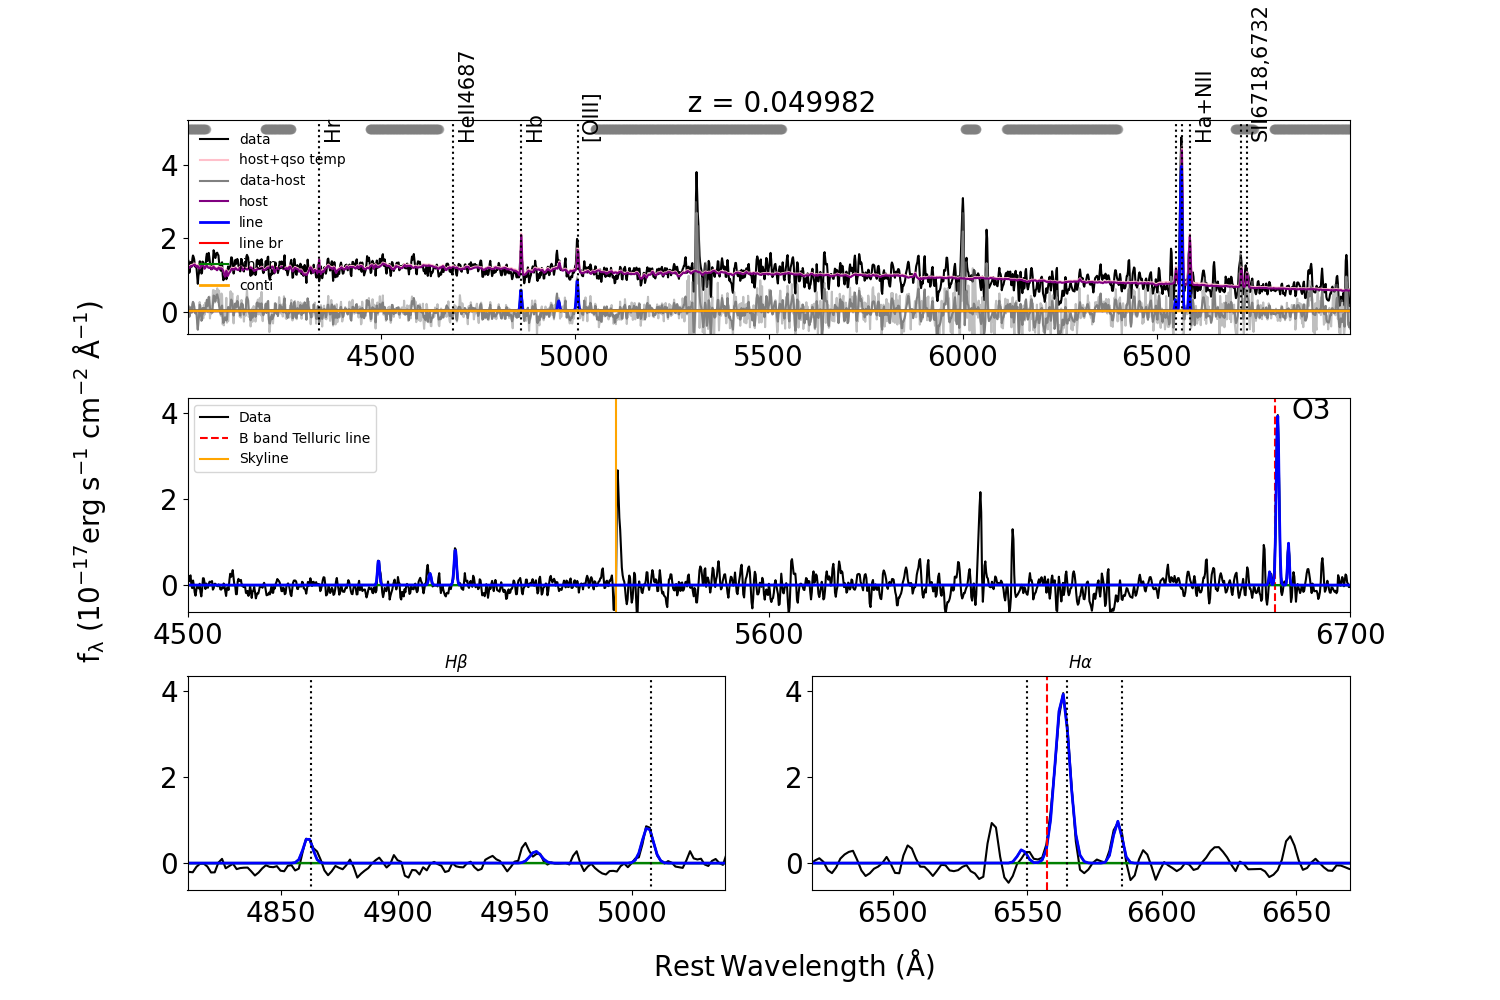 z = 0.049982
Hr
HeII4687
Hb
[OIII]
Ha+NII
SII6718,6732
data
host+qso temp
data-host
host
line
line br
conti
4
2
0
4500
5000
5500
6000
6500
O3
Data
B band Telluric line
Skyline
4
2
0
4500
5600
6700
fλ (10⁻¹⁷erg s⁻¹ cm⁻² Å⁻¹)
Hβ
4
2
0
4850
4900
4950
5000
Hα
4
2
0
6500
6550
6600
6650
Rest Wavelength (Å)